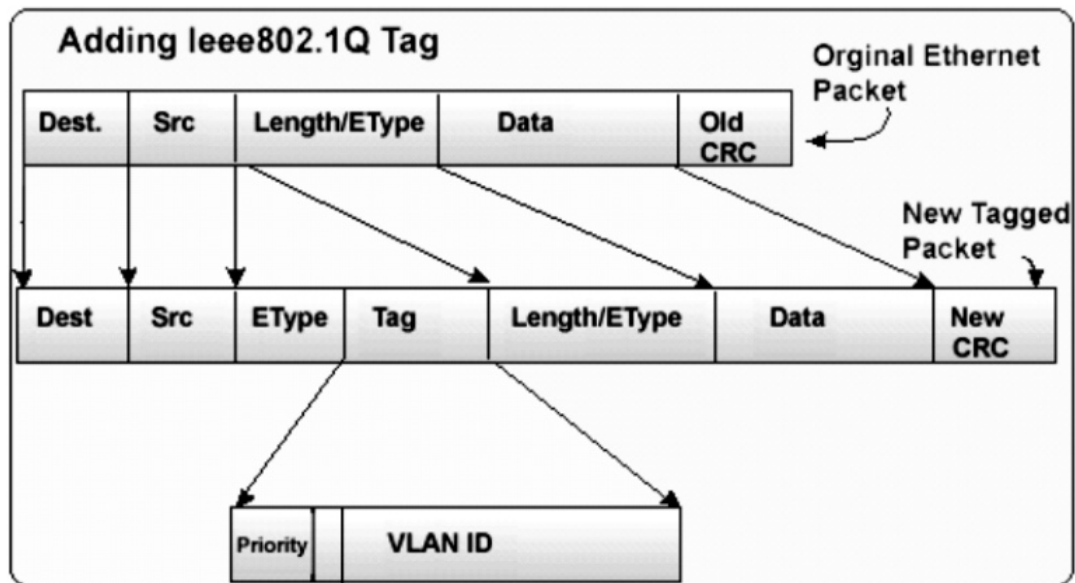 Adding Ieee802.1Q Tag
Orginal Ethernet
Packet
Dest.
Src
Length/EType
Data
Old
CRC
New Tagged
Packet
Dest
Src
EType
Tag
Length/EType
Data
New
CRC
Priority
VLAN ID